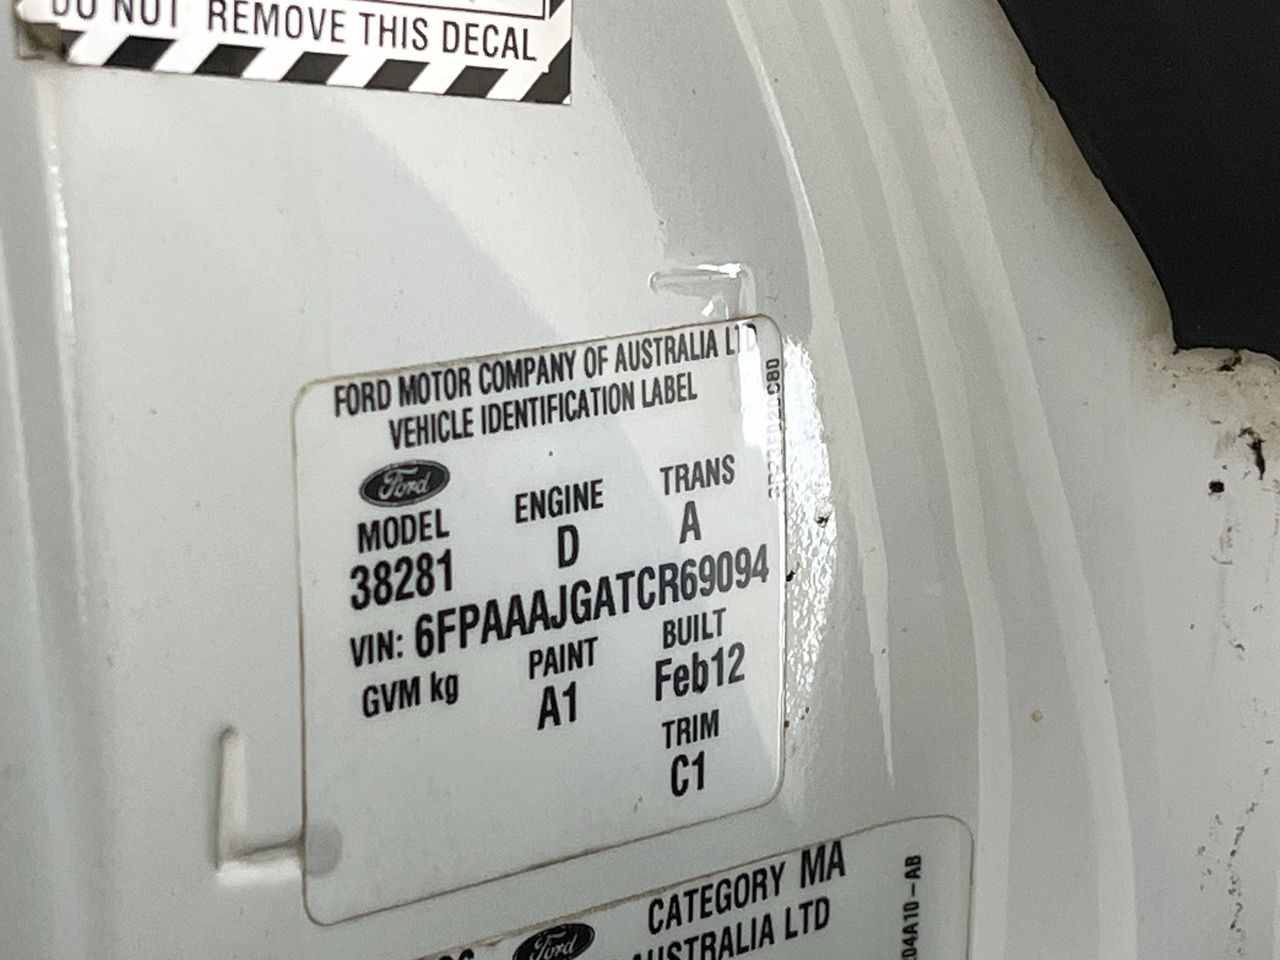 DO NOT REMOVE THIS DECAL
FORD MOTOR COMPANY OF AUSTRALIA LTD
VEHICLE IDENTIFICATION LABEL
Ford
MODEL ENGINE TRANS
38281 D A
VIN: 6FPAAAJGATCR69094
GVM kg PAINT BUILT
A1 Feb12
TRIM
C1
CATEGORY MA
Ford AUSTRALIA LTD